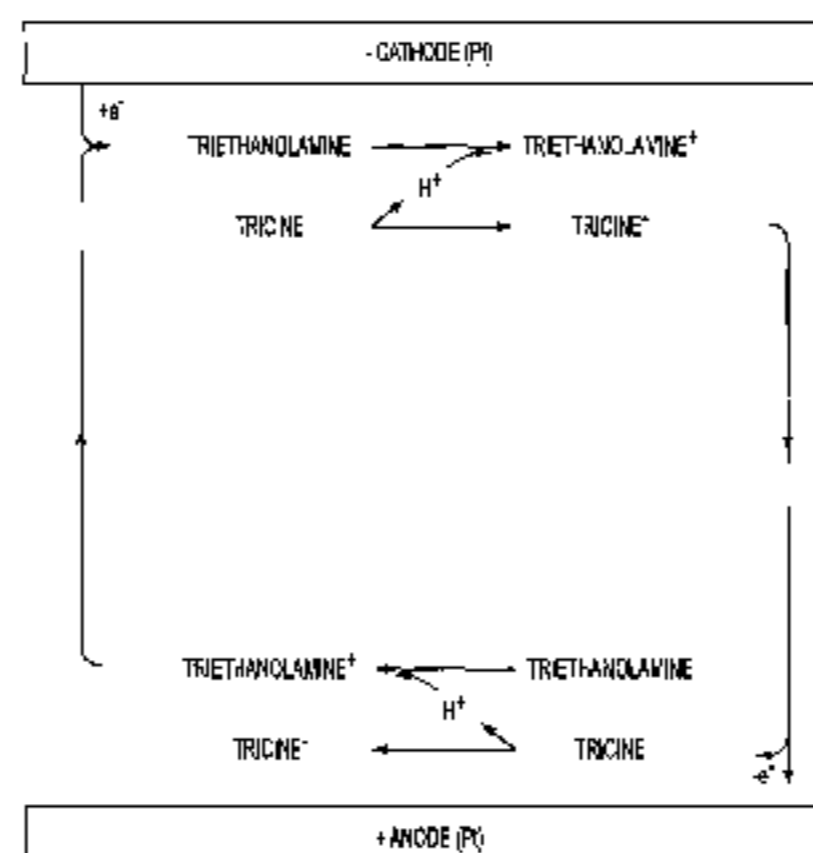 - CATHODE (Pt)
+e⁻
TRIETHANOLAMINE TRIETHANOLAMINE⁺
H⁺
TRICINE TRICINE⁻
TRIETHANOLAMINE⁺ TRIETHANOLAMINE
H⁺
TRICINE⁻ TRICINE
-e⁻
+ ANODE (Pt)